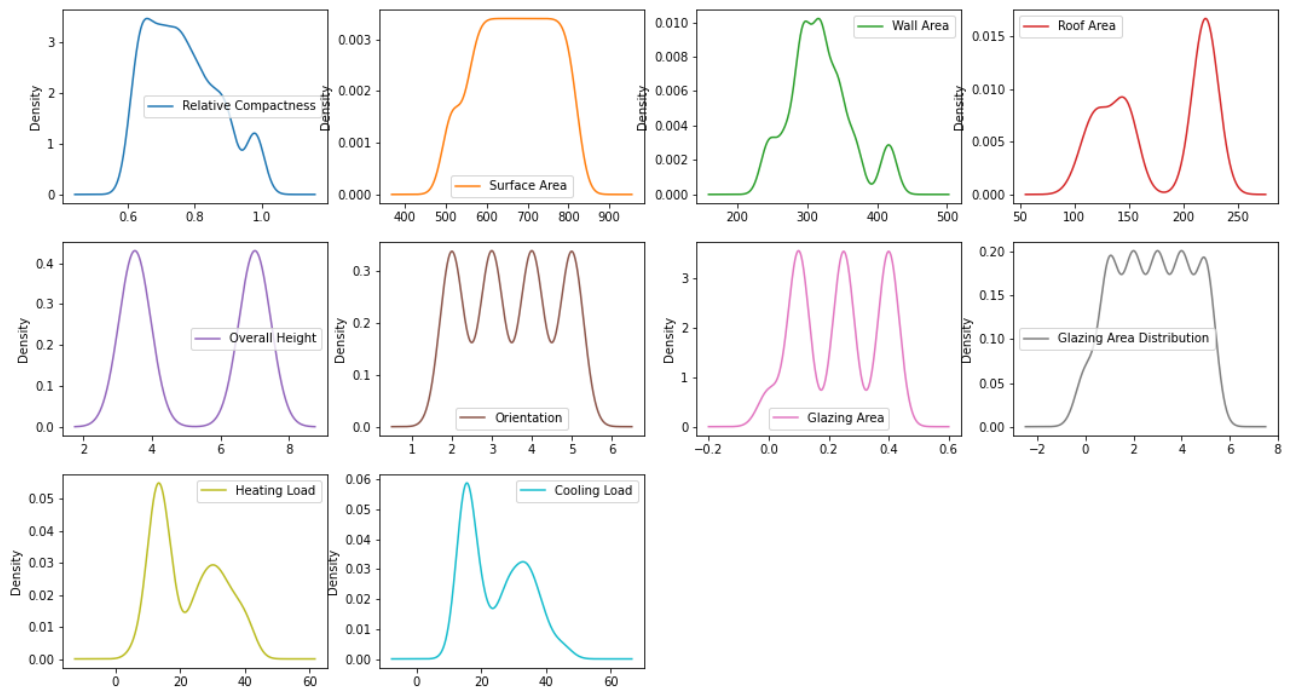 Density
3
2
1
0
0.6 0.8 1.0
Relative Compactness
Density
0.003
0.002
0.001
0.000
400 500 600 700 800 900
Surface Area
Density
0.010
0.008
0.006
0.004
0.002
0.000
200 300 400 500
Wall Area
Density
0.015
0.010
0.005
0.000
50 100 150 200 250
Roof Area
Density
0.4
0.3
0.2
0.1
0.0
2 4 6 8
Overall Height
Density
0.3
0.2
0.1
0.0
1 2 3 4 5 6
Orientation
Density
3
2
1
0
−0.2 0.0 0.2 0.4 0.6
Glazing Area
Density
0.20
0.15
0.10
0.05
0.00
−2 0 2 4 6 8
Glazing Area Distribution
Density
0.05
0.04
0.03
0.02
0.01
0.00
0 20 40 60
Heating Load
Density
0.06
0.05
0.04
0.03
0.02
0.01
0.00
0 20 40 60
Cooling Load